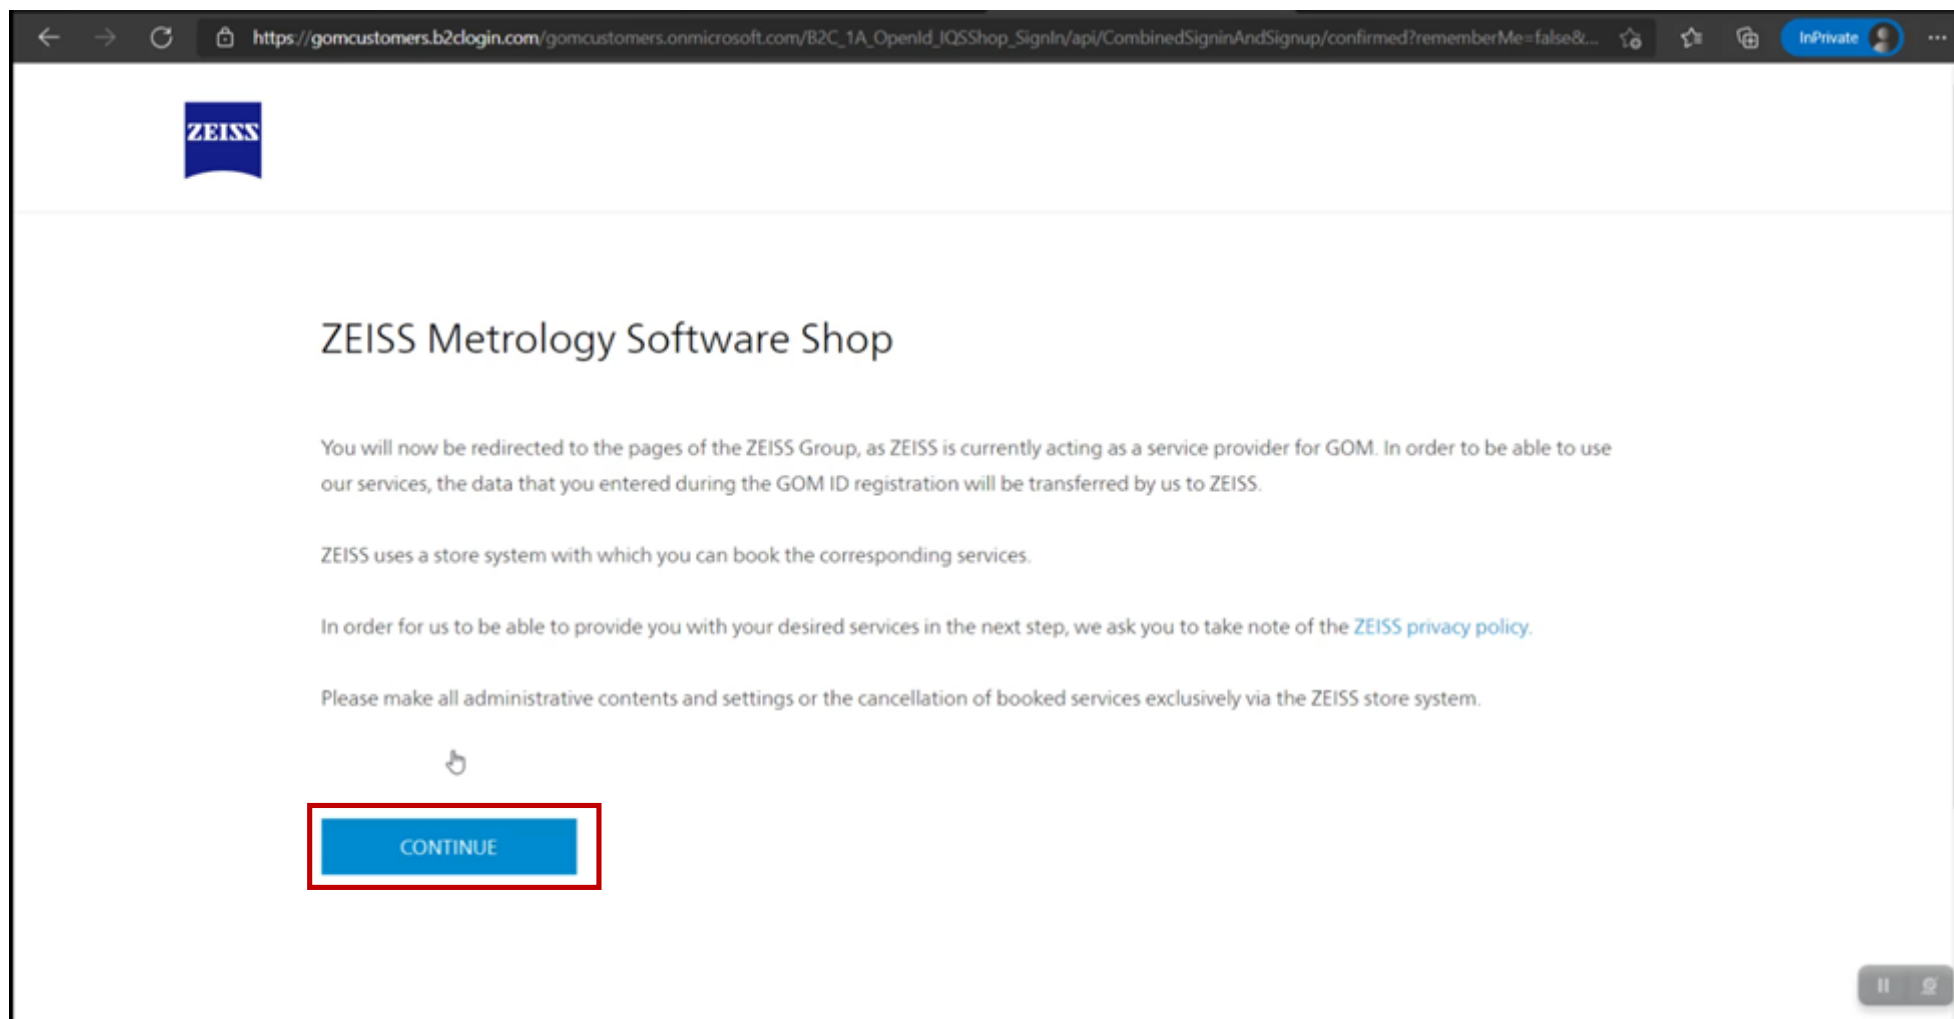 https://gomcustomers.b2clogin.com/gomcustomers.onmicrosoft.com/B2C_1A_OpenId_IQSShop_SignIn/api/CombinedSigninAndSignup/confirmed?rememberMe=false&...
InPrivate
ZEISS
ZEISS Metrology Software Shop
You will now be redirected to the pages of the ZEISS Group, as ZEISS is currently acting as a service provider for GOM. In order to be able to use
our services, the data that you entered during the GOM ID registration will be transferred by us to ZEISS.
ZEISS uses a store system with which you can book the corresponding services.
In order for us to be able to provide you with your desired services in the next step, we ask you to take note of the ZEISS privacy policy.
Please make all administrative contents and settings or the cancellation of booked services exclusively via the ZEISS store system.
CONTINUE